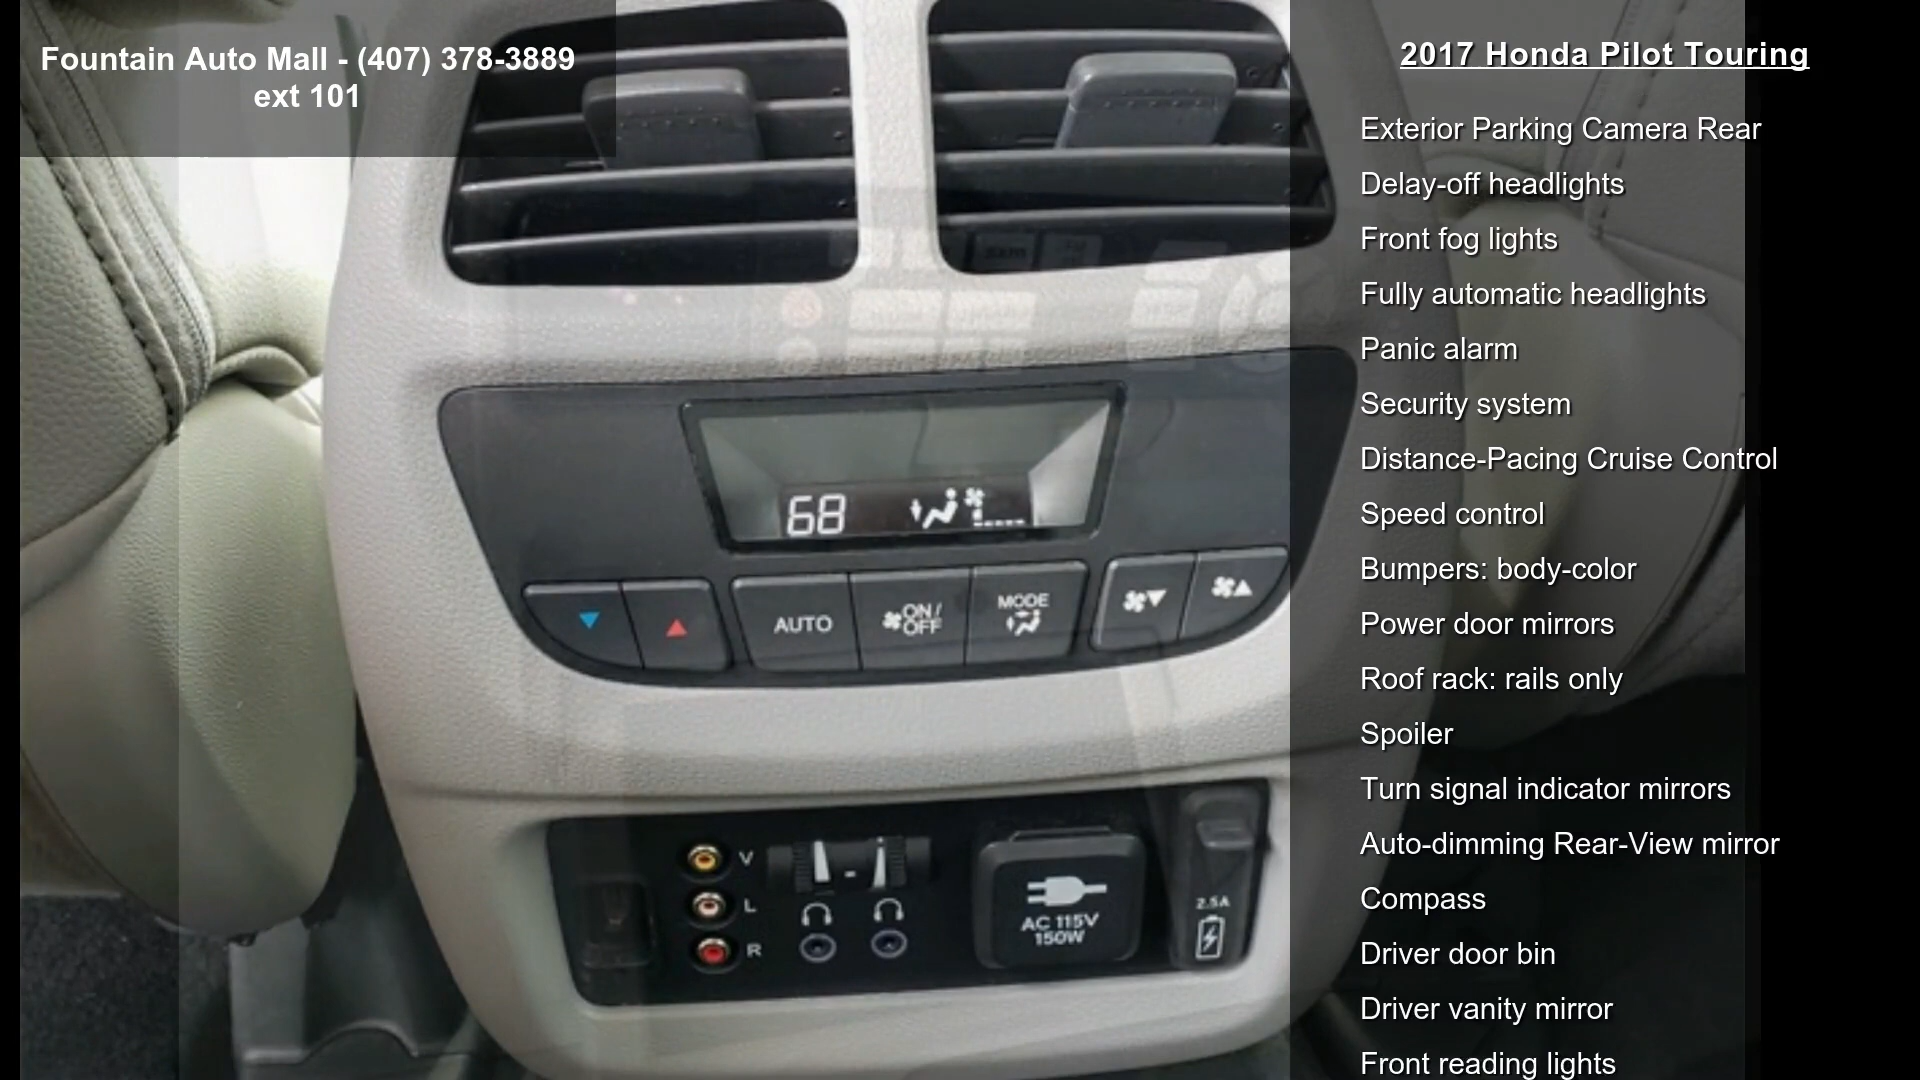 Fountain Auto Mall - (407) 378-3889
ext 101
2017 Honda Pilot Touring
Exterior Parking Camera Rear
Delay-off headlights
Front fog lights
Fully automatic headlights
Panic alarm
Security system
Distance-Pacing Cruise Control
Speed control
Bumpers: body-color
Power door mirrors
Roof rack: rails only
Spoiler
Turn signal indicator mirrors
Auto-dimming Rear-View mirror
Compass
Driver door bin
Driver vanity mirror
Front reading lights
68
AUTO
ON/
OFF
MODE
V
L
R
AC 115V
150W
2.5A